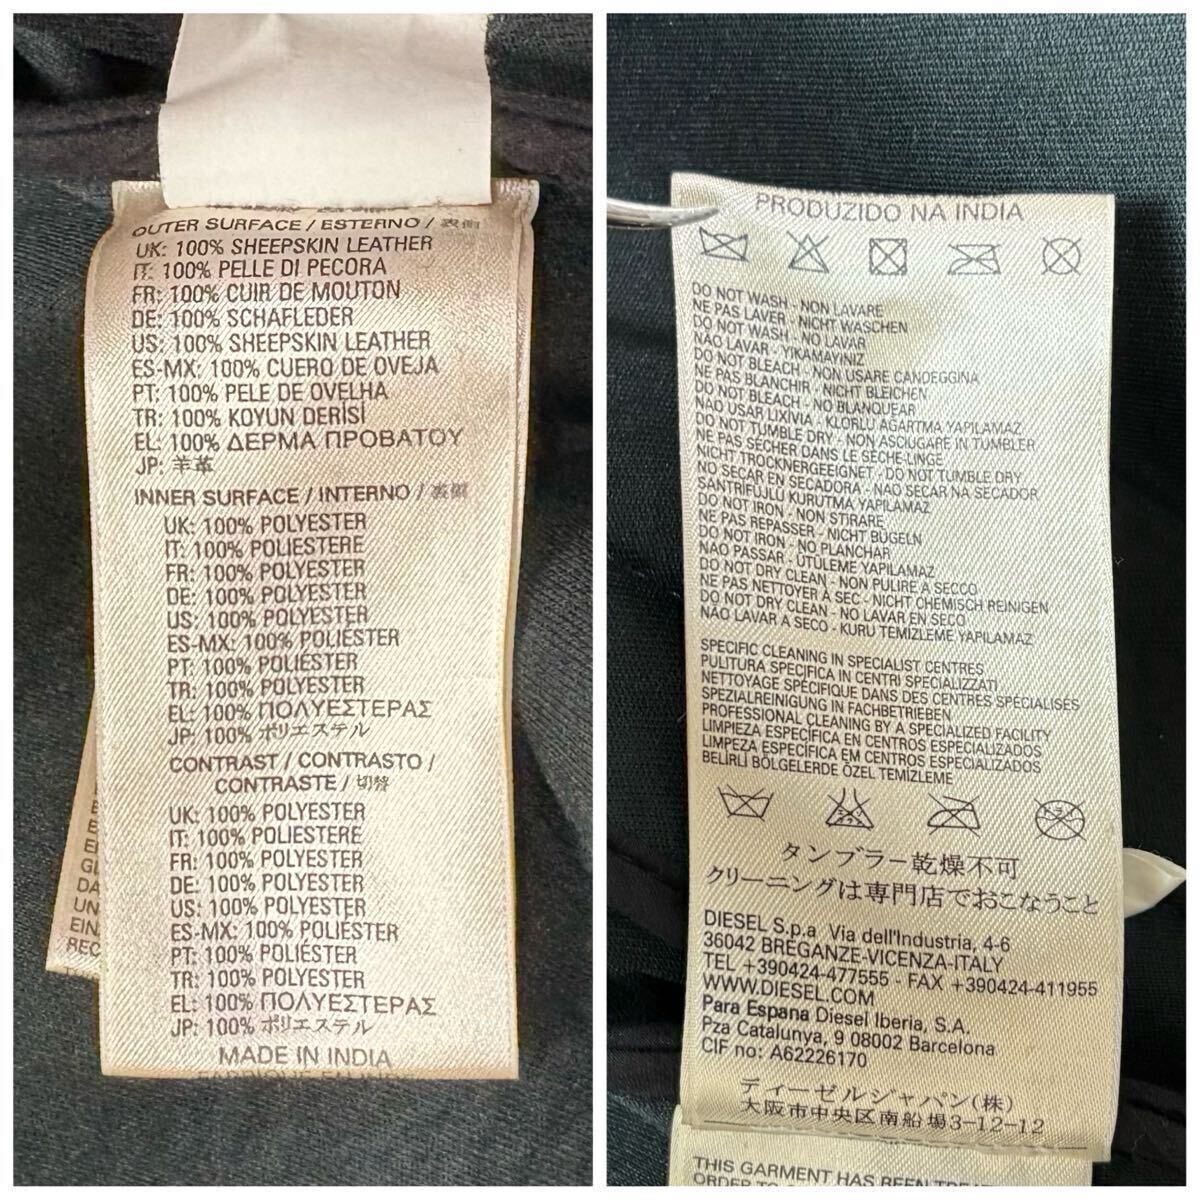 OUTER SURFACE / ESTERNO / 表側
UK: 100% SHEEPSKIN LEATHER
IT: 100% PELLE DI PECORA
FR: 100% CUIR DE MOUTON
DE: 100% SCHAFLEDER
US: 100% SHEEPSKIN LEATHER
ES-MX: 100% CUERO DE OVEJA
PT: 100% PELE DE OVELHA
TR: 100% KOYUN DERİSİ
EL: 100% ΔΕΡΜΑ ΠΡΟΒΑΤΟΥ
JP: 羊革
INNER SURFACE / INTERNO / 裏側
UK: 100% POLYESTER
IT: 100% POLIESTERE
FR: 100% POLYESTER
DE: 100% POLYESTER
US: 100% POLYESTER
ES-MX: 100% POLIÉSTER
PT: 100% POLIÉSTER
TR: 100% POLYESTER
EL: 100% ΠΟΛΥΕΣΤΕΡΑΣ
JP: 100% ポリエステル
CONTRAST / CONTRASTO /
CONTRASTE / 切替
UK: 100% POLYESTER
IT: 100% POLIESTERE
FR: 100% POLYESTER
DE: 100% POLYESTER
US: 100% POLYESTER
ES-MX: 100% POLIÉSTER
PT: 100% POLIÉSTER
TR: 100% POLYESTER
EL: 100% ΠΟΛΥΕΣΤΕΡΑΣ
JP: 100% ポリエステル
MADE IN INDIA
GL
DA
UN
EIN
REC
PRODUZIDO NA INDIA
DO NOT WASH - NON LAVARE
NE PAS LAVER - NICHT WASCHEN
DO NOT WASH - NO LAVAR
NÃO LAVAR - YIKAMAYINIZ
DO NOT BLEACH - NON USARE CANDEGGINA
NE PAS BLANCHIR - NICHT BLEICHEN
DO NOT BLEACH - NO BLANQUEAR
NÃO USAR LIXÍVIA - KLORLU AĞARTMA YAPILAMAZ
DO NOT TUMBLE DRY - NON ASCIUGARE IN TUMBLER
NE PAS SÉCHER DANS LE SÈCHE-LINGE
NICHT TROCKNERGEEIGNET - DO NOT TUMBLE DRY
NO SECAR EN SECADORA - NÃO SECAR NA SECADOR
SANTRİFÜJLÜ KURUTMA YAPILAMAZ
DO NOT IRON - NON STIRARE
NE PAS REPASSER - NICHT BÜGELN
DO NOT IRON - NO PLANCHAR
NÃO PASSAR - ÜTÜLEME YAPILAMAZ
DO NOT DRY CLEAN - NON PULIRE A SECCO
NE PAS NETTOYER À SEC - NICHT CHEMISCH REINIGEN
DO NOT DRY CLEAN - NO LAVAR EN SECO
NÃO LAVAR A SECO - KURU TEMİZLEME YAPILAMAZ
SPECIFIC CLEANING IN SPECIALIST CENTRES
PULITURA SPECIFICA IN CENTRI SPECIALIZZATI
NETTOYAGE SPÉCIFIQUE DANS DES CENTRES SPÉCIALISÉS
SPEZIALREINIGUNG IN FACHBETRIEBEN
PROFESSIONAL CLEANING BY A SPECIALIZED FACILITY
LIMPIEZA ESPECÍFICA EN CENTROS ESPECIALIZADOS
LIMPEZA ESPECÍFICA EM CENTROS ESPECIALIZADOS
BELİRLİ BÖLGELERDE ÖZEL TEMİZLEME
タンブラー乾燥不可
クリーニングは専門店でおこなうこと
DIESEL S.p.a Via dell'Industria, 4-6
36042 BREGANZE-VICENZA-ITALY
TEL +390424-477555 - FAX +390424-411955
WWW.DIESEL.COM
Para Espana Diesel Iberia, S.A.
Pza Catalunya, 9 08002 Barcelona
CIF no: A62226170
ディーゼルジャパン(株)
大阪市中央区南船場3-12-12
THIS GARMENT HAS BEEN